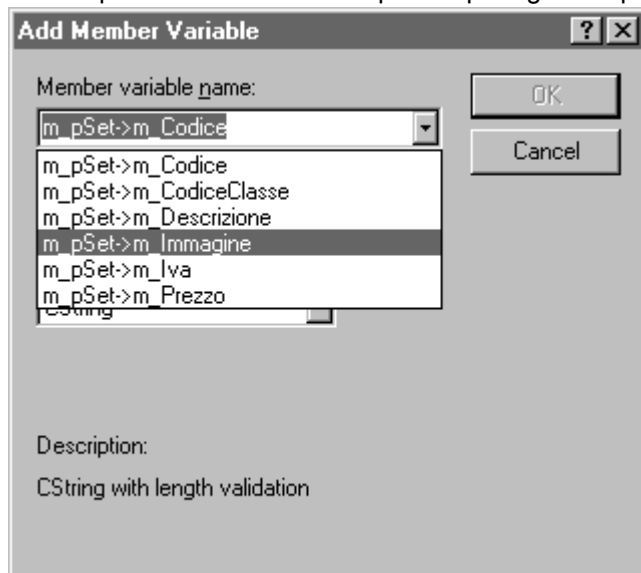 Add Member Variable
Member variable name:
OK
m_pSet->m_Codice
Cancel
m_pSet->m_Codice
m_pSet->m_CodiceClasse
m_pSet->m_Descrizione
m_pSet->m_Immagine
m_pSet->m_Iva
m_pSet->m_Prezzo
CString
Description:
CString with length validation